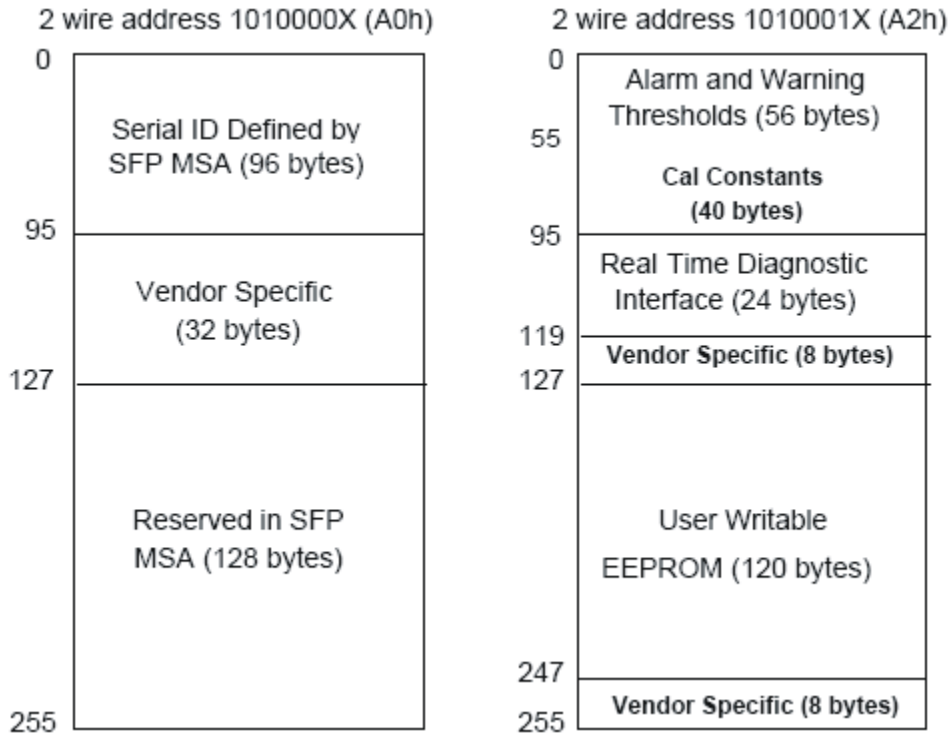 2 wire address 1010000X (A0h)
0
Serial ID Defined by
SFP MSA (96 bytes)
95
Vendor Specific
(32 bytes)
127
Reserved in SFP
MSA (128 bytes)
255
2 wire address 1010001X (A2h)
0
Alarm and Warning
Thresholds (56 bytes)
55
Cal Constants
(40 bytes)
95
Real Time Diagnostic
Interface (24 bytes)
119
Vendor Specific (8 bytes)
127
User Writable
EEPROM (120 bytes)
247
Vendor Specific (8 bytes)
255